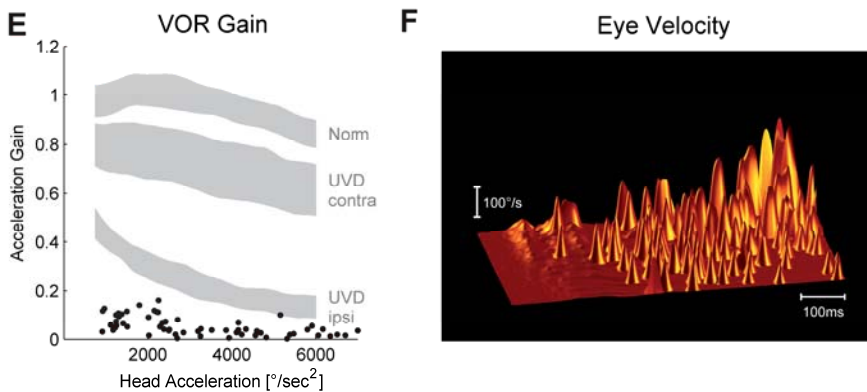 E
VOR Gain
1.2
1
0.8
0.6
0.4
0.2
0
Acceleration Gain
Norm
UVD
contra
UVD
ipsi
2000 4000 6000
Head Acceleration [°/sec²]
F
Eye Velocity
100°/s
100ms